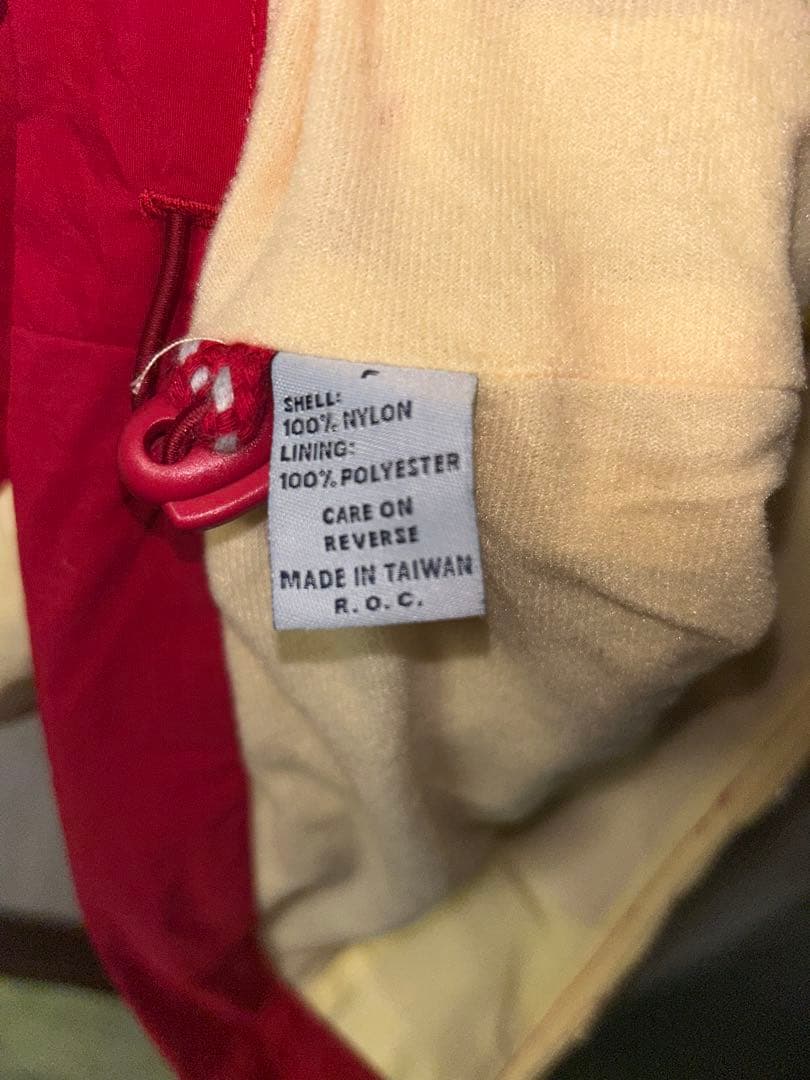 SHELL:
100% NYLON
LINING:
100% POLYESTER
CARE ON
REVERSE
MADE IN TAIWAN
R. O. C.